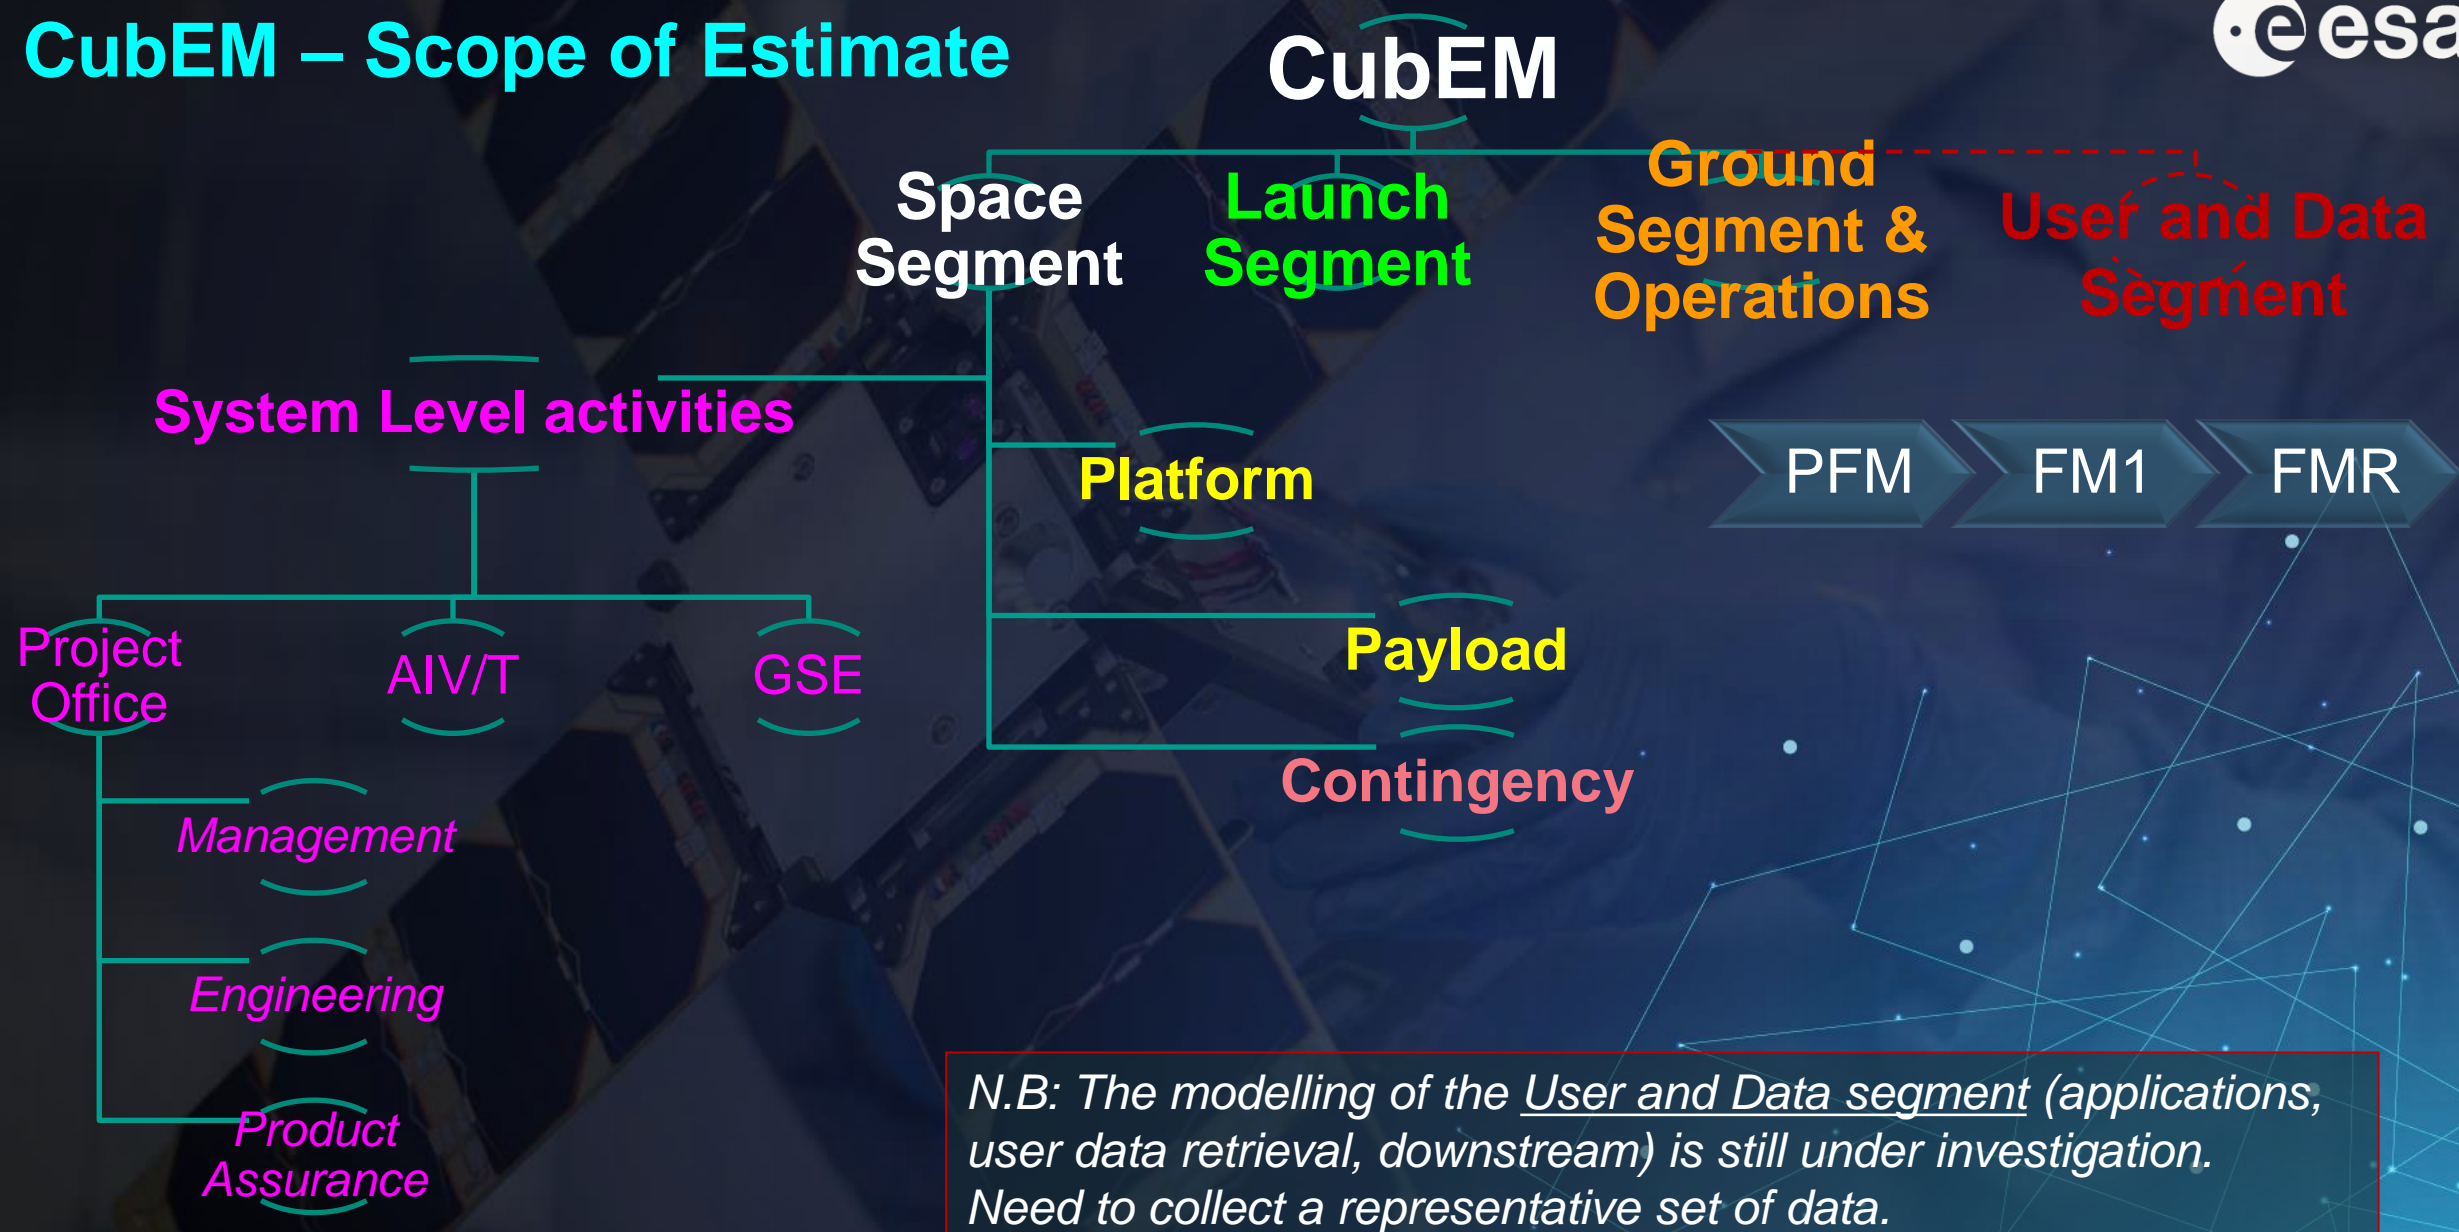 CubEM – Scope of Estimate
esa
CubEM
Space
Segment
Launch
Segment
Ground
Segment &
Operations
User and Data
Segment
System Level activities
Platform
PFM
FM1
FMR
Project
Office
AIV/T
GSE
Payload
Contingency
Management
Engineering
Product
Assurance
N.B: The modelling of the User and Data segment (applications,
user data retrieval, downstream) is still under investigation.
Need to collect a representative set of data.